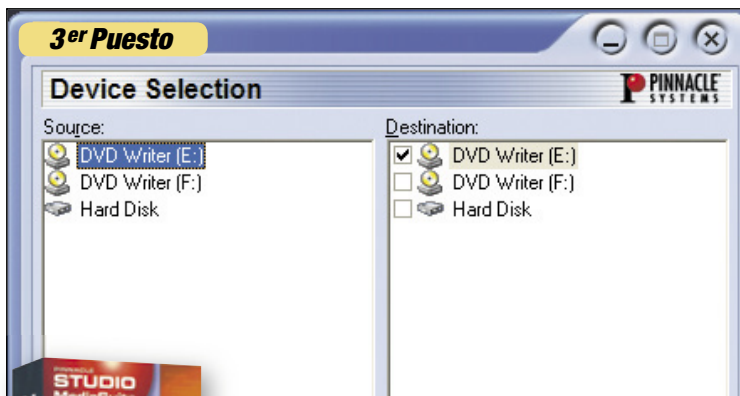 3er Puesto
Device Selection
PINNACLE
SYSTEMS
Source:
DVD Writer (E:)
DVD Writer (F:)
Hard Disk
Destination:
DVD Writer (E:)
DVD Writer (F:)
Hard Disk
PINNACLE
STUDIO
MediaSuite